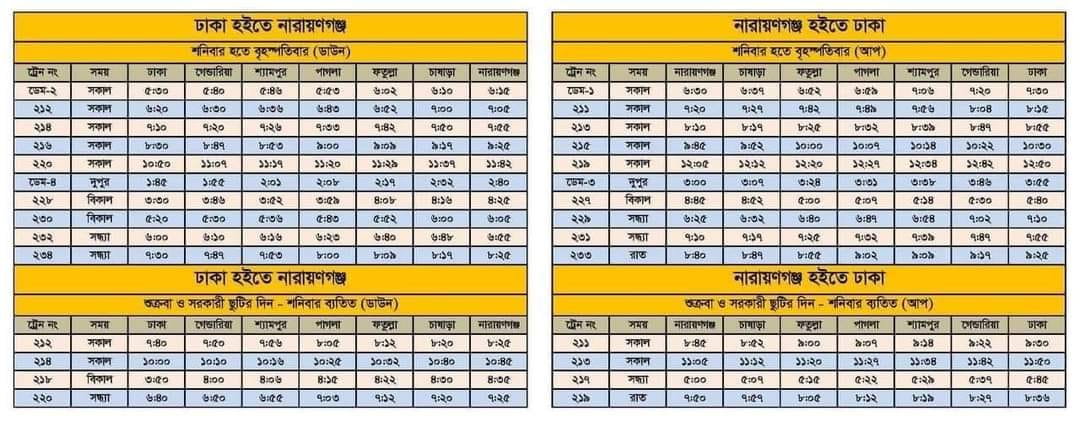 ঢাকা হইতে নারায়ণগঞ্জ
শনিবার হতে বৃহস্পতিবার (ডাউন)
ট্রেন নং সময় ঢাকা গেন্ডারিয়া শ্যামপুর পাগলা ফতুল্লা চাষাড়া নারায়ণগঞ্জ
ডেম-২ সকাল ৫:৩০ ৫:৪০ ৫:৪৬ ৫:৫৩ ৬:০২ ৬:১০ ৬:১৫
২১২ সকাল ৬:২০ ৬:৩০ ৬:৩৬ ৬:৪৩ ৬:৫২ ৭:০০ ৭:০৫
২১৪ সকাল ৭:১০ ৭:২০ ৭:২৬ ৭:৩৩ ৭:৪২ ৭:৫০ ৭:৫৫
২১৬ সকাল ৮:৩০ ৮:৪৭ ৮:৫৩ ৯:০০ ৯:০৯ ৯:১৭ ৯:২৫
২২০ সকাল ১০:৫০ ১১:০৭ ১১:১৭ ১১:২০ ১১:২৯ ১১:৩৭ ১১:৪২
ডেম-৪ দুপুর ১:৪৫ ১:৫৫ ২:০১ ২:০৮ ২:১৭ ২:৩২ ২:৪০
২২৮ বিকাল ৩:৩০ ৩:৪৬ ৩:৫২ ৩:৫৯ ৪:০৮ ৪:১৬ ৪:২৫
২৩০ বিকাল ৫:২০ ৫:৩০ ৫:৩৬ ৫:৪৩ ৫:৫২ ৬:০০ ৬:০৫
২৩২ সন্ধ্যা ৬:০০ ৬:১০ ৬:১৬ ৬:২৩ ৬:৪০ ৬:৪৮ ৬:৫৫
২৩৪ সন্ধ্যা ৭:৩০ ৭:৪৭ ৭:৫৩ ৮:০০ ৮:০৯ ৮:১৭ ৮:২৫
ঢাকা হইতে নারায়ণগঞ্জ
শুক্রবা ও সরকারী ছুটির দিন - শনিবার ব্যতিত (ডাউন)
ট্রেন নং সময় ঢাকা গেন্ডারিয়া শ্যামপুর পাগলা ফতুল্লা চাষাড়া নারায়ণগঞ্জ
২১২ সকাল ৭:৪০ ৭:৫০ ৭:৫৬ ৮:০৫ ৮:১২ ৮:২০ ৮:২৫
২১৪ সকাল ১০:০০ ১০:১০ ১০:১৬ ১০:২৫ ১০:৩২ ১০:৪০ ১০:৪৫
২১৮ বিকাল ৩:৫০ ৪:০০ ৪:০৬ ৪:১৫ ৪:২২ ৪:৩০ ৪:৩৫
২২০ সন্ধ্যা ৬:৪০ ৬:৫০ ৬:৫৫ ৭:০৩ ৭:১২ ৭:২০ ৭:২৫
নারায়ণগঞ্জ হইতে ঢাকা
শনিবার হতে বৃহস্পতিবার (আপ)
ট্রেন নং সময় নারায়ণগঞ্জ চাষাড়া ফতুল্লা পাগলা শ্যামপুর গেন্ডারিয়া ঢাকা
ডেম-১ সকাল ৬:৩০ ৬:৩৭ ৬:৫২ ৬:৫৯ ৭:০৬ ৭:২০ ৭:৩০
২১১ সকাল ৭:২০ ৭:২৭ ৭:৪২ ৭:৪৯ ৭:৫৬ ৮:০৪ ৮:১৫
২১৩ সকাল ৮:১০ ৮:১৭ ৮:২৫ ৮:৩২ ৮:৩৯ ৮:৪৭ ৮:৫৫
২১৫ সকাল ৯:৪৫ ৯:৫২ ১০:০০ ১০:০৭ ১০:১৪ ১০:২২ ১০:৩০
২১৯ সকাল ১২:০৫ ১২:১২ ১২:২০ ১২:২৭ ১২:৩৪ ১২:৪২ ১২:৫০
ডেম-৩ দুপুর ৩:০০ ৩:০৭ ৩:২৪ ৩:৩১ ৩:৩৮ ৩:৪৬ ৩:৫৫
২২৭ বিকাল ৪:৪৫ ৪:৫২ ৫:০০ ৫:০৭ ৫:১৪ ৫:৩০ ৫:৪০
২২৯ সন্ধ্যা ৬:২৫ ৬:৩২ ৬:৪০ ৬:৪৭ ৬:৫৪ ৭:০২ ৭:১০
২৩১ সন্ধ্যা ৭:১০ ৭:১৭ ৭:২৫ ৭:৩২ ৭:৩৯ ৭:৪৭ ৭:৫৫
২৩৩ রাত ৮:৪০ ৮:৪৭ ৮:৫৫ ৯:০২ ৯:০৯ ৯:১৭ ৯:২৫
নারায়ণগঞ্জ হইতে ঢাকা
শুক্রবা ও সরকারী ছুটির দিন - শনিবার ব্যতিত (আপ)
ট্রেন নং সময় নারায়ণগঞ্জ চাষাড়া ফতুল্লা পাগলা শ্যামপুর গেন্ডারিয়া ঢাকা
২১১ সকাল ৮:৪৫ ৮:৫২ ৯:০০ ৯:০৭ ৯:১৪ ৯:২২ ৯:৩০
২১৩ সকাল ১১:০৫ ১১:১২ ১১:২০ ১১:২৭ ১১:৩৪ ১১:৪২ ১১:৫০
২১৭ সন্ধ্যা ৫:০০ ৫:০৭ ৫:১৫ ৫:২২ ৫:২৯ ৫:৩৭ ৫:৪৫
২১৯ রাত ৭:৫০ ৭:৫৭ ৮:০৫ ৮:১২ ৮:১৯ ৮:২৭ ৮:৩৬